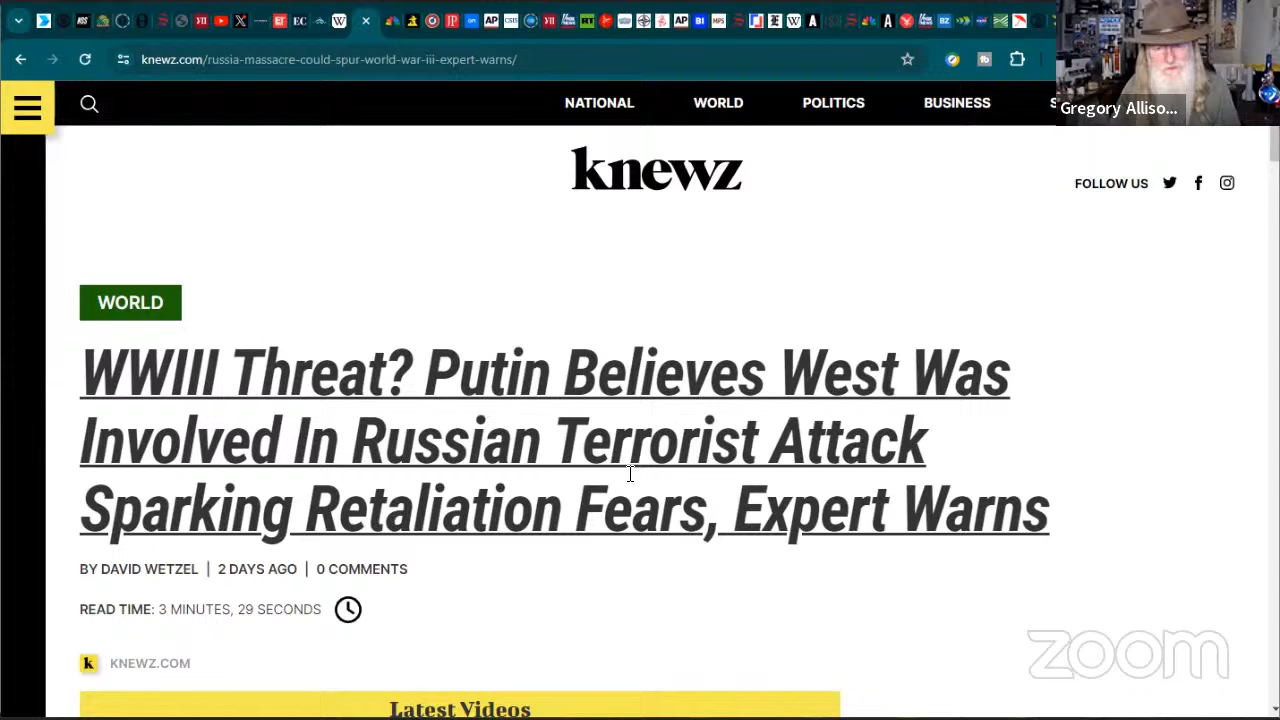 knewz.com/russia-massacre-could-spur-world-war-iii-expert-warns/
Gregory Alliso...
NATIONAL WORLD POLITICS BUSINESS S
knewz
FOLLOW US
WORLD
WWIII Threat? Putin Believes West Was
Involved In Russian Terrorist Attack
Sparking Retaliation Fears, Expert Warns
BY DAVID WETZEL | 2 DAYS AGO | 0 COMMENTS
READ TIME: 3 MINUTES, 29 SECONDS
k KNEWZ.COM
zoom
Latest Videos